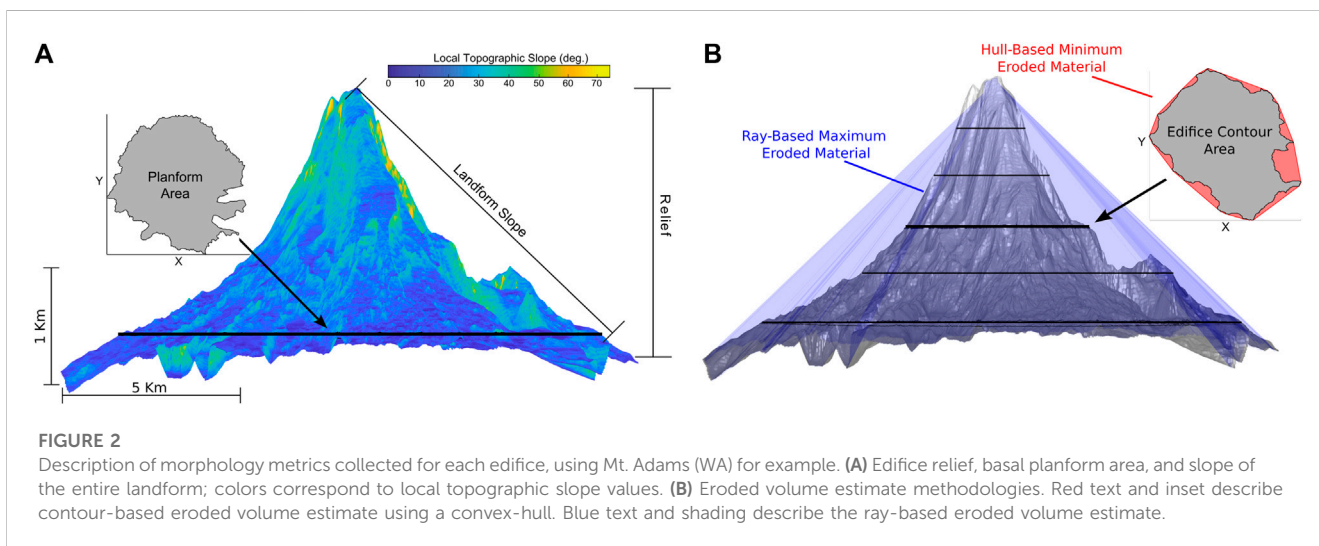 A
Local Topographic Slope (deg.)
0 10 20 30 40 50 60 70
Y
Planform
Area
X
Landform Slope
Relief
1 Km
5 Km
B
Hull-Based Minimum
Eroded Material
Ray-Based Maximum
Eroded Material
Edifice Contour
Area
Y
X
FIGURE 2
Description of morphology metrics collected for each edifice, using Mt. Adams (WA) for example. (A) Edifice relief, basal planform area, and slope of
the entire landform; colors correspond to local topographic slope values. (B) Eroded volume estimate methodologies. Red text and inset describe
contour-based eroded volume estimate using a convex-hull. Blue text and shading describe the ray-based eroded volume estimate.